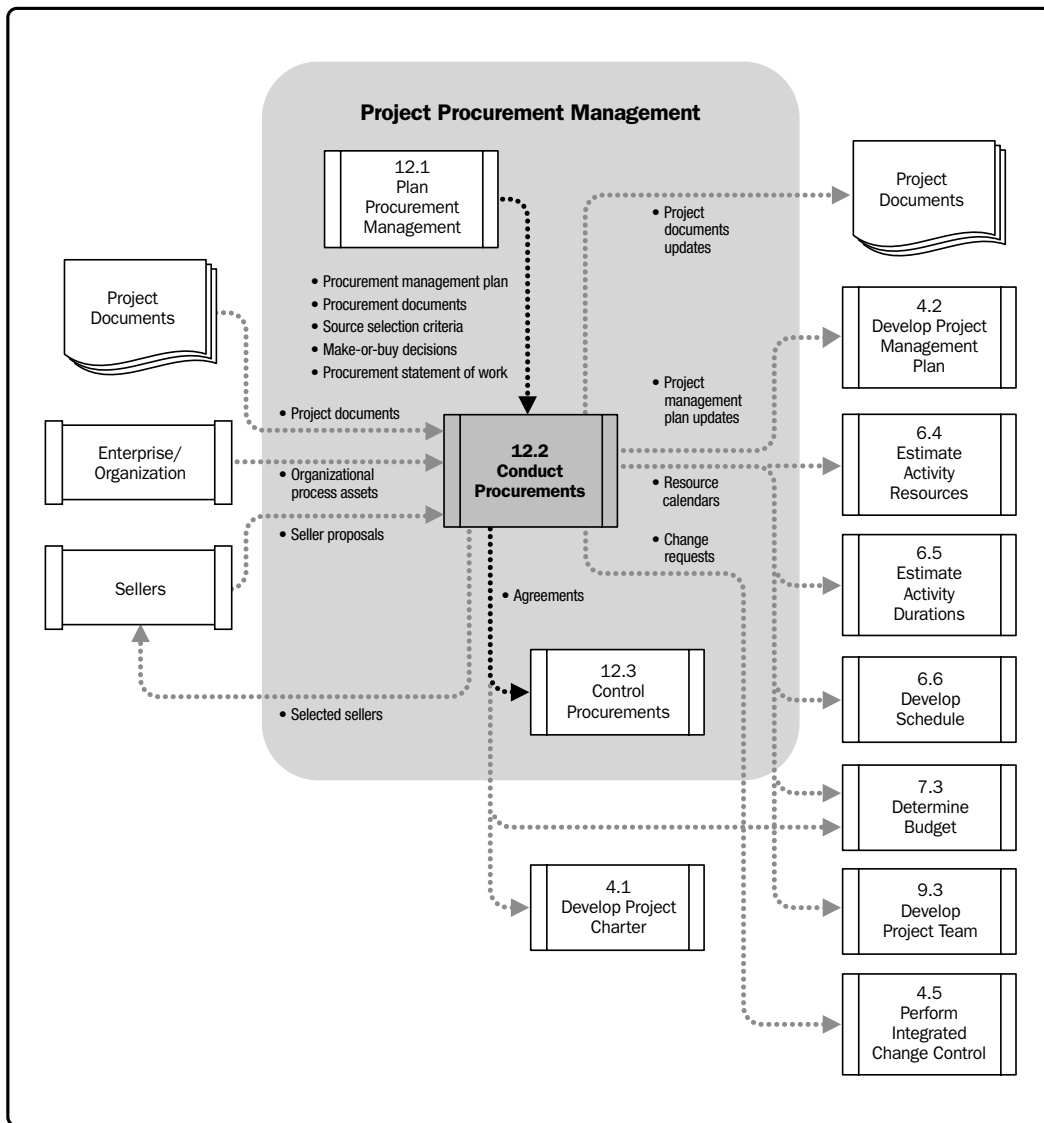 Project Procurement Management
12.1
Plan
Procurement
Management
• Procurement management plan
• Procurement documents
• Source selection criteria
• Make-or-buy decisions
• Procurement statement of work
Project
Documents
Enterprise/
Organization
Sellers
• Project documents
• Organizational
process assets
• Seller proposals
• Selected sellers
12.2
Conduct
Procurements
• Agreements
12.3
Control
Procurements
4.1
Develop Project
Charter
• Project
documents
updates
• Project
management
plan updates
• Resource
calendars
• Change
requests
Project
Documents
4.2
Develop Project
Management
Plan
6.4
Estimate
Activity
Resources
6.5
Estimate
Activity
Durations
6.6
Develop
Schedule
7.3
Determine
Budget
9.3
Develop
Project Team
4.5
Perform
Integrated
Change Control